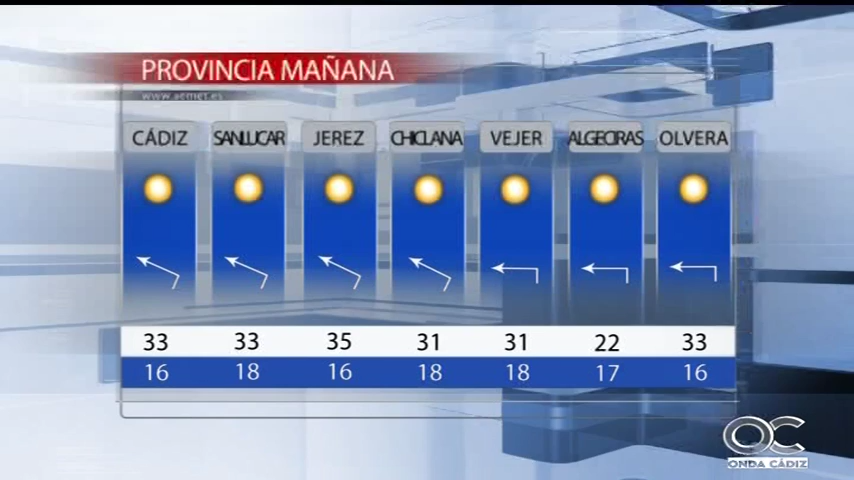 PROVINCIA MAÑANA
www.aemet.es
CÁDIZ SANLUCAR JEREZ CHICLANA VEJER ALGECIRAS OLVERA
33 33 35 31 31 22 33
16 18 16 18 18 17 16
OC
ONDA CÁDIZ